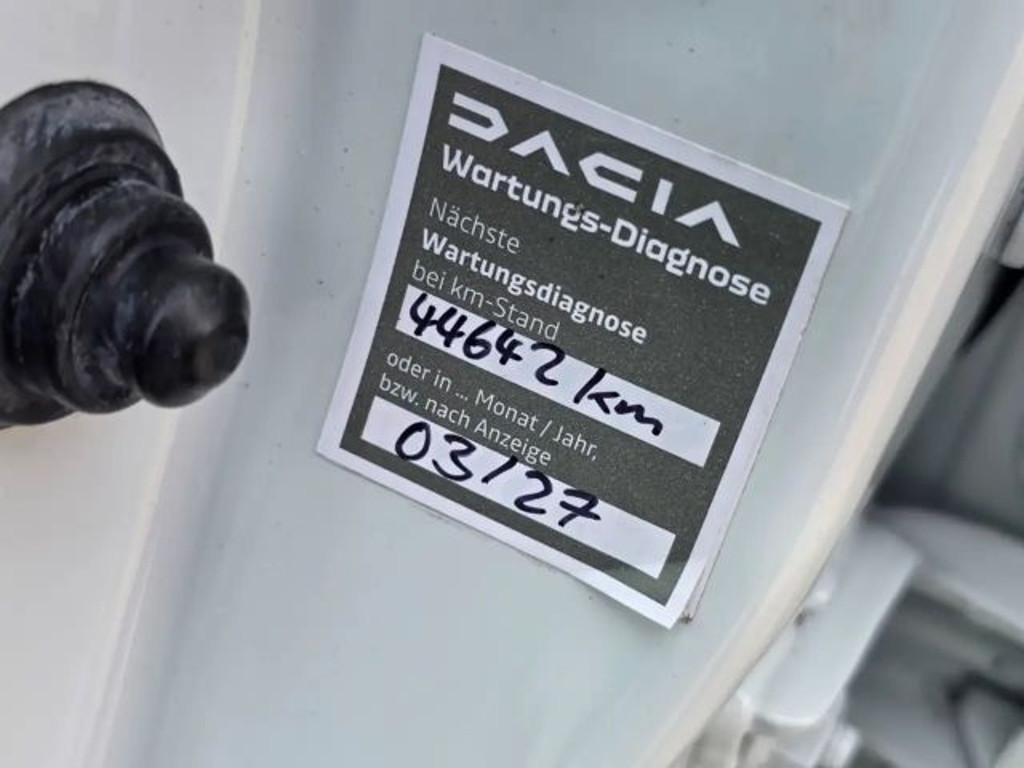 DACIA
Wartungs-Diagnose
Nächste
Wartungsdiagnose
bei km-Stand
44642 km
oder in ... Monat / Jahr,
bzw. nach Anzeige
03/27